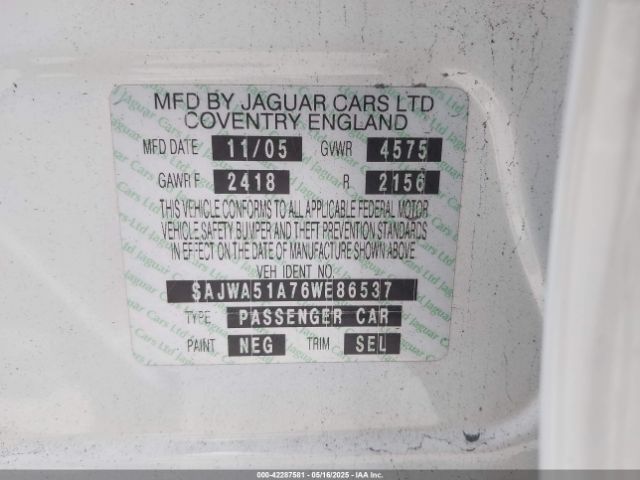 MFD BY JAGUAR CARS LTD
COVENTRY ENGLAND
MFD DATE 11/05 GVWR 4575
GAWR F 2418 R 2156
THIS VEHICLE CONFORMS TO ALL APPLICABLE FEDERAL MOTOR
VEHICLE SAFETY BUMPER AND THEFT PREVENTION STANDARDS
IN EFFECT ON THE DATE OF MANUFACTURE SHOWN ABOVE.
VEH IDENT NO.
SAJWA51A76WE86537
TYPE PASSENGER CAR
PAINT NEG TRIM SEL
000-42287581 - 05/16/2025 - IAAI.COM